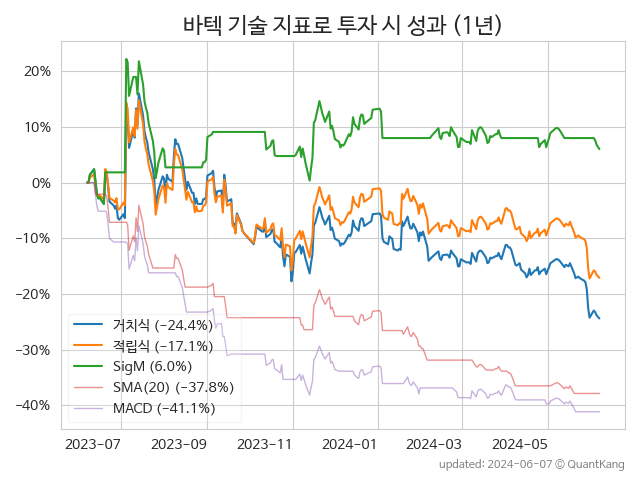 바텍 기술 지표로 투자 시 성과 (1년)
20%
10%
0%
−10%
−20%
−30%
−40%
거치식 (−24.4%)
적립식 (−17.1%)
SigM (6.0%)
SMA(20) (−37.8%)
MACD (−41.1%)
2023−07 2023−09 2023−11 2024−01 2024−03 2024−05
updated: 2024−06−07 © QuantKang